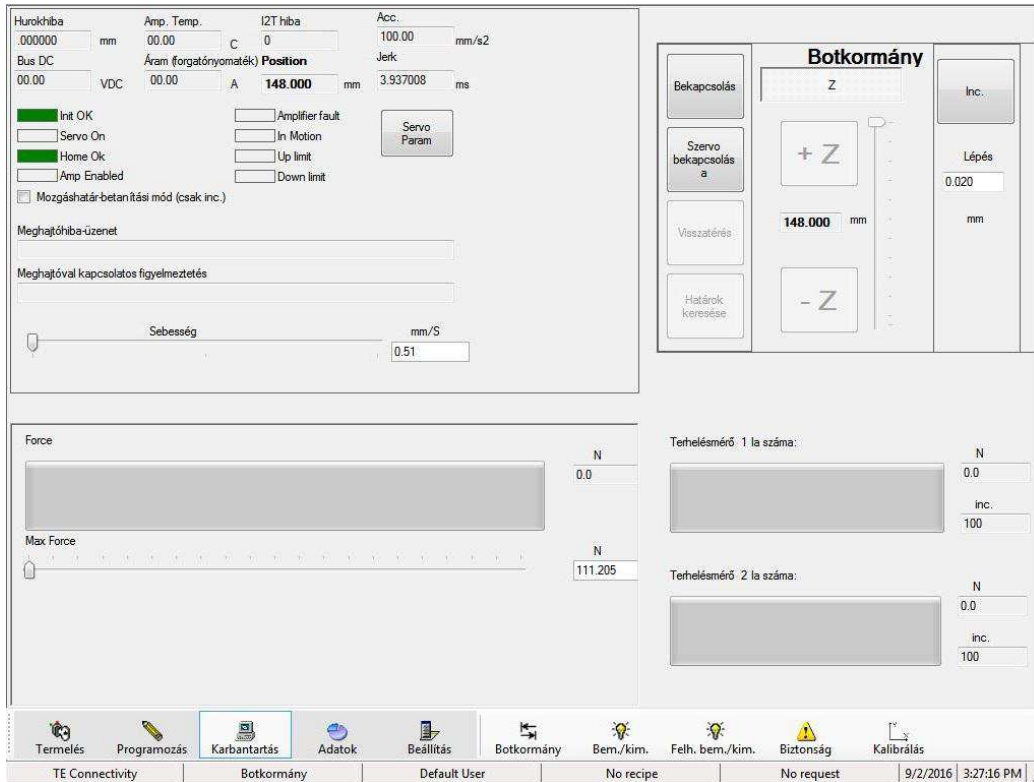 Hurokhiba Amp. Temp. I2T hiba Acc.
.000000 mm 00.00 C 0 100.00 mm/s2
Bus DC Áram (forgatónyomaték) Position Jerk
00.00 VDC 00.00 A 148.000 mm 3.937008 ms
Init OK Amplifier fault
Servo On In Motion
Home Ok Up limit
Amp Enabled Down limit
Servo
Param
Mozgáshatár-betanítási mód (csak inc.)
Meghajtóhiba-üzenet
Meghajtóval kapcsolatos figyelmeztetés
Sebesség mm/S
0.51
Botkormány
Z
Bekapcsolás
Szervo
bekapcsolás
a
Visszatérés
Határok
keresése
+ Z
148.000 mm
- Z
Inc.
Lépés
0.020
mm
Force
N
0.0
Max Force
N
111.205
Terhelésmérő 1 la száma:
N
0.0
inc.
100
Terhelésmérő 2 la száma:
N
0.0
inc.
100
Termelés Programozás Karbantartás Adatok Beállítás Botkormány Bem./kim. Felh. bem./kim. Biztonság Kalibrálás
TE Connectivity Botkormány Default User No recipe No request 9/2/2016 3:27:16 PM